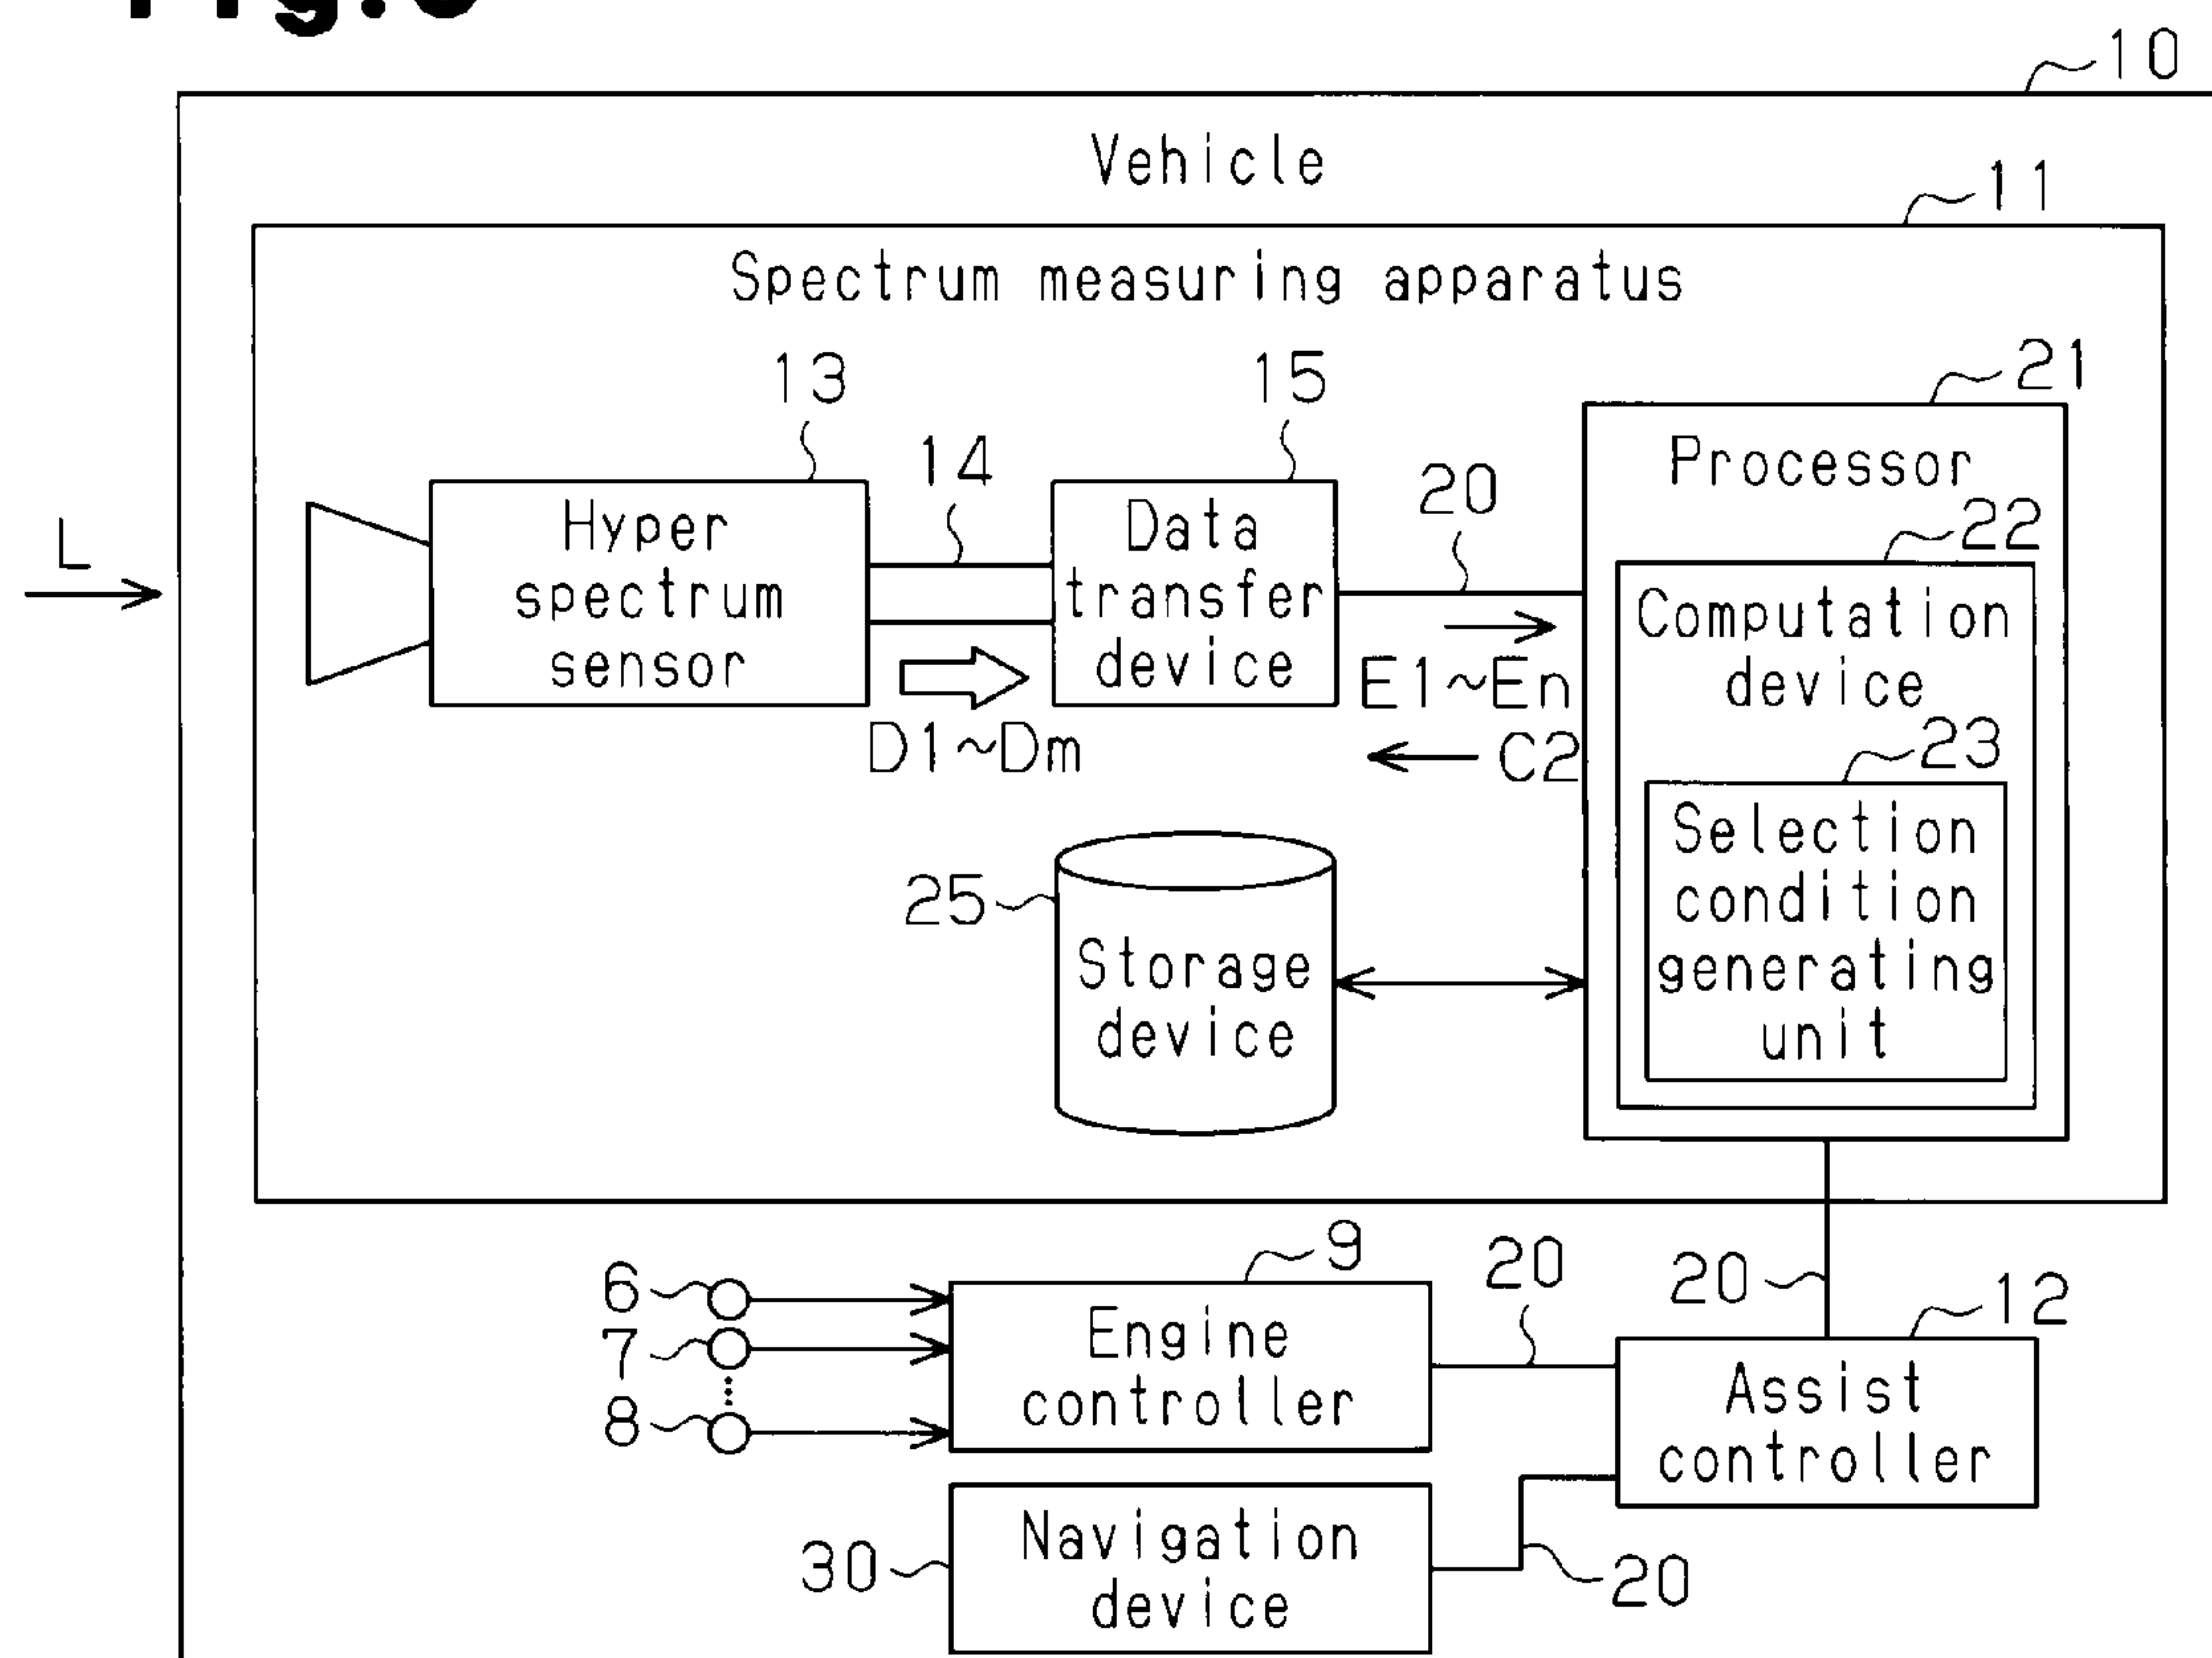 10
Vehicle
11
Spectrum measuring apparatus
13
15
21
14
20
Processor
Hyper
spectrum
sensor
Data
transfer
device
22
L
Computation
device
E1~En
D1~Dm
C2
23
Selection
condition
generating
unit
25
Storage
device
9
20
20
12
6
7
8
Engine
controller
Assist
controller
30
Navigation
device
20